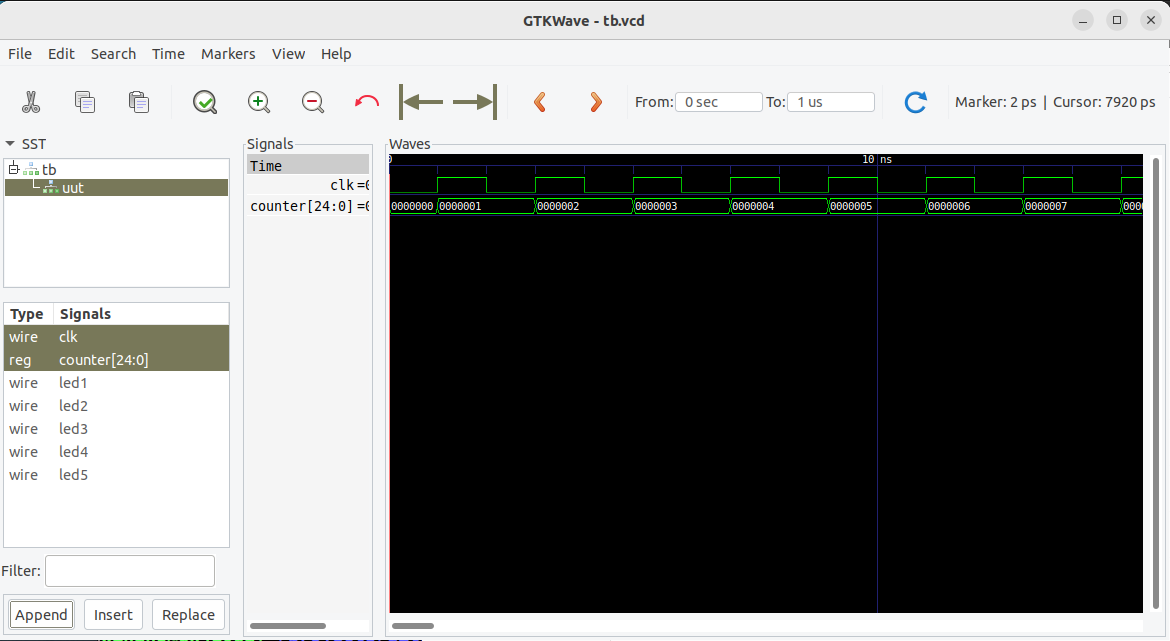 GTKWave - tb.vcd
File Edit Search Time Markers View Help
From: 0 sec To: 1 us Marker: 2 ps | Cursor: 7920 ps
SST
tb
uut
Type Signals
wire clk
reg counter[24:0]
wire led1
wire led2
wire led3
wire led4
wire led5
Filter:
Append Insert Replace
Signals
Time
clk =0
counter[24:0] =0
Waves
0 10 ns
0000000 0000001 0000002 0000003 0000004 0000005 0000006 0000007 0000